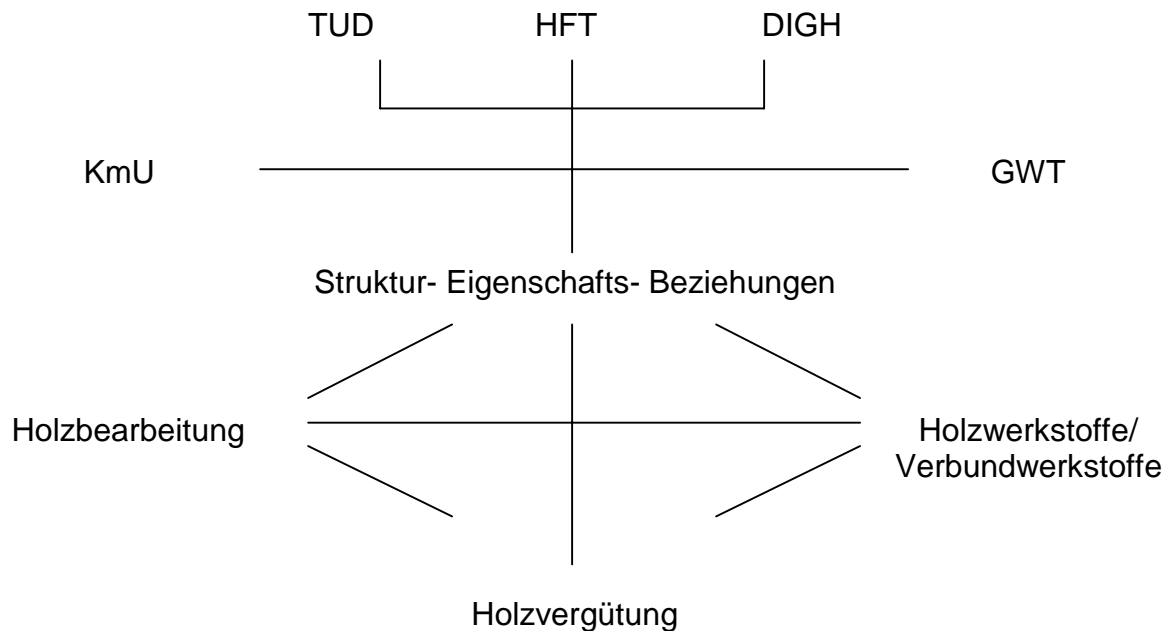 TUD HFT DIGH
KmU GWT
Struktur- Eigenschafts- Beziehungen
Holzbearbeitung Holzwerkstoffe/
Verbundwerkstoffe
Holzvergütung